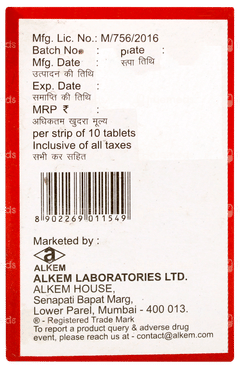 Mfg. Lic. No.: M/756/2016
Batch No :
Mfg. Date : रूपा तिथि
उत्पादन की तिथि
Exp. Date :
समाप्ति की तिथि
MRP ₹ :
अधिकतम खुदरा मूल्य
per strip of 10 tablets
Inclusive of all taxes
सभी कर सहित
8 902269 011549
Marketed by :
a
ALKEM
ALKEM LABORATORIES LTD.
ALKEM HOUSE,
Senapati Bapat Marg,
Lower Parel, Mumbai - 400 013.
® - Registered Trade Mark
To report a product query & adverse drug
event, please reach us at - contact@alkem.com